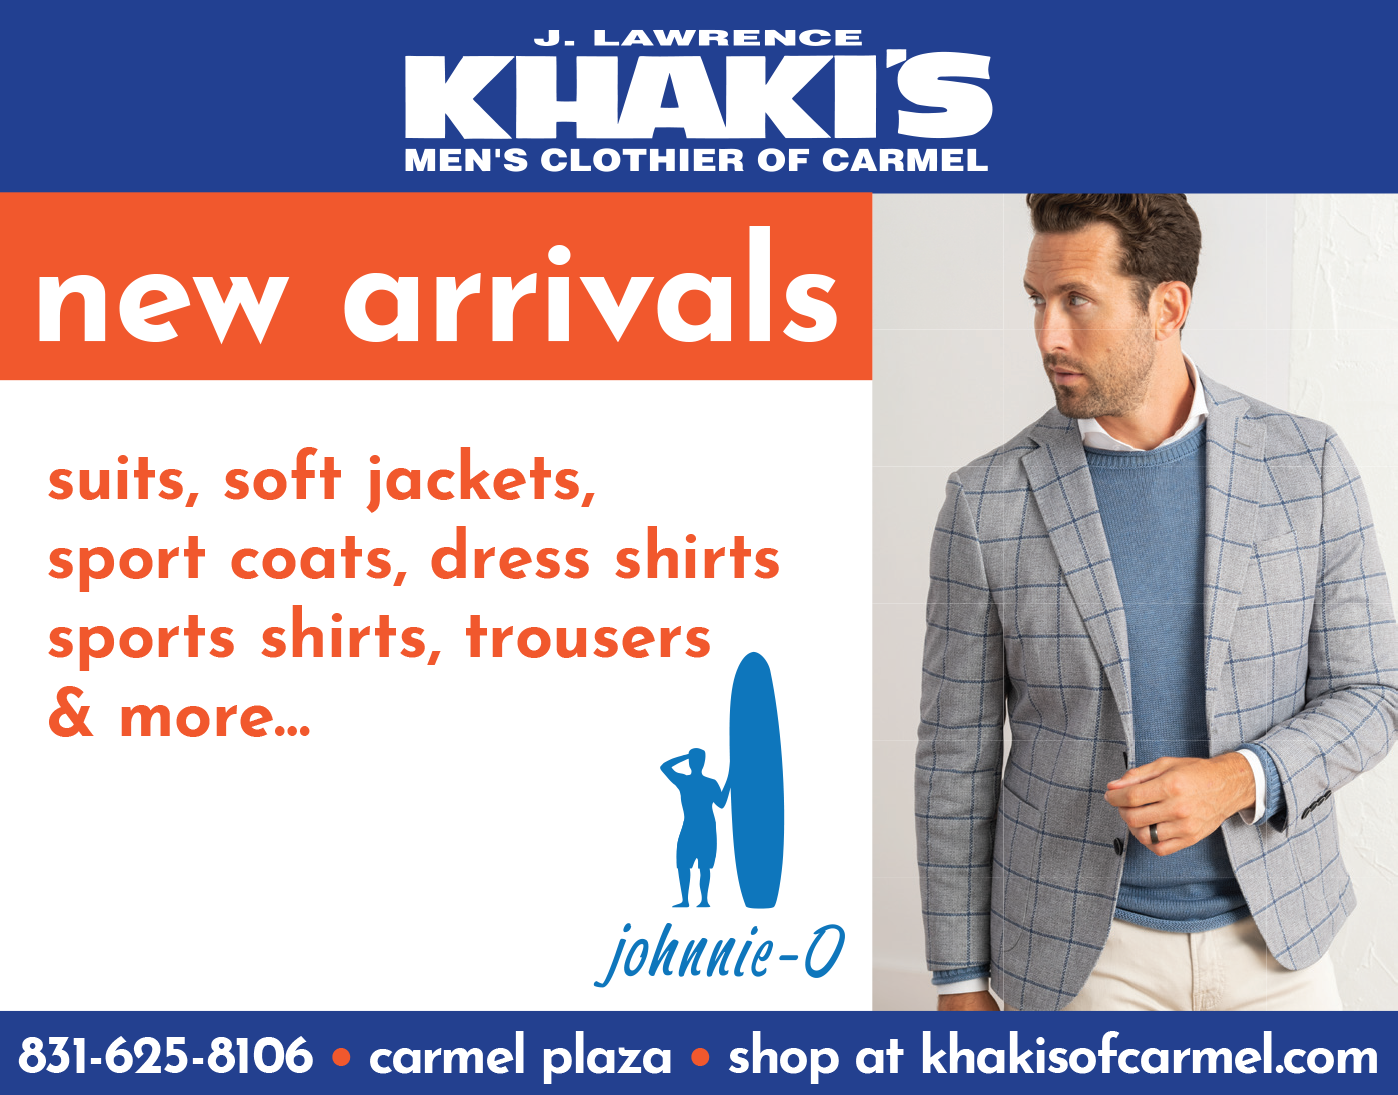 J. LAWRENCE
KHAKI'S
MEN'S CLOTHIER OF CARMEL
new arrivals
suits, soft jackets,
sport coats, dress shirts
sports shirts, trousers
& more...
johnnie-O
831-625-8106 • carmel plaza • shop at khakisofcarmel.com